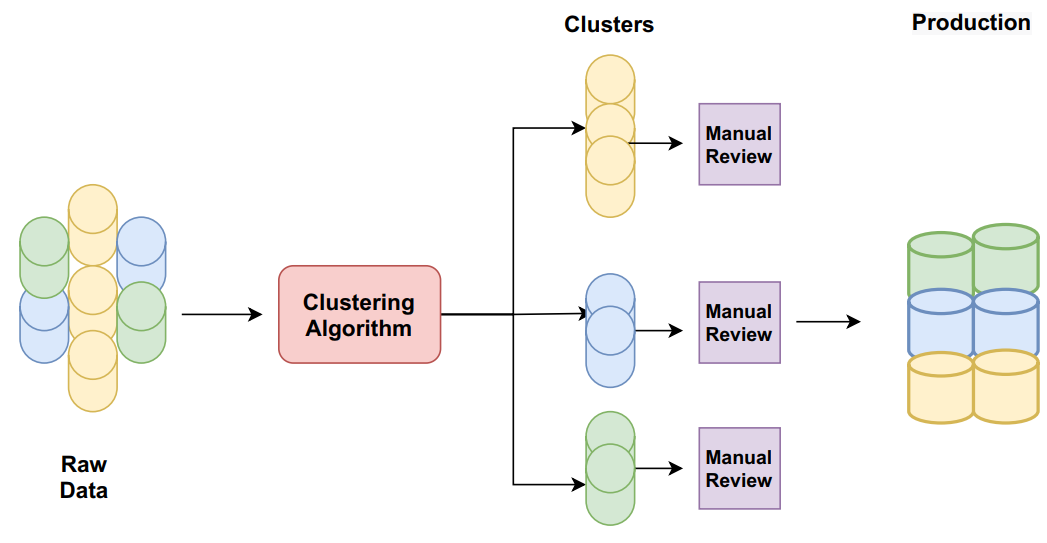 Clusters
Production
Manual
Review
Clustering
Algorithm
Manual
Review
Raw
Data
Manual
Review